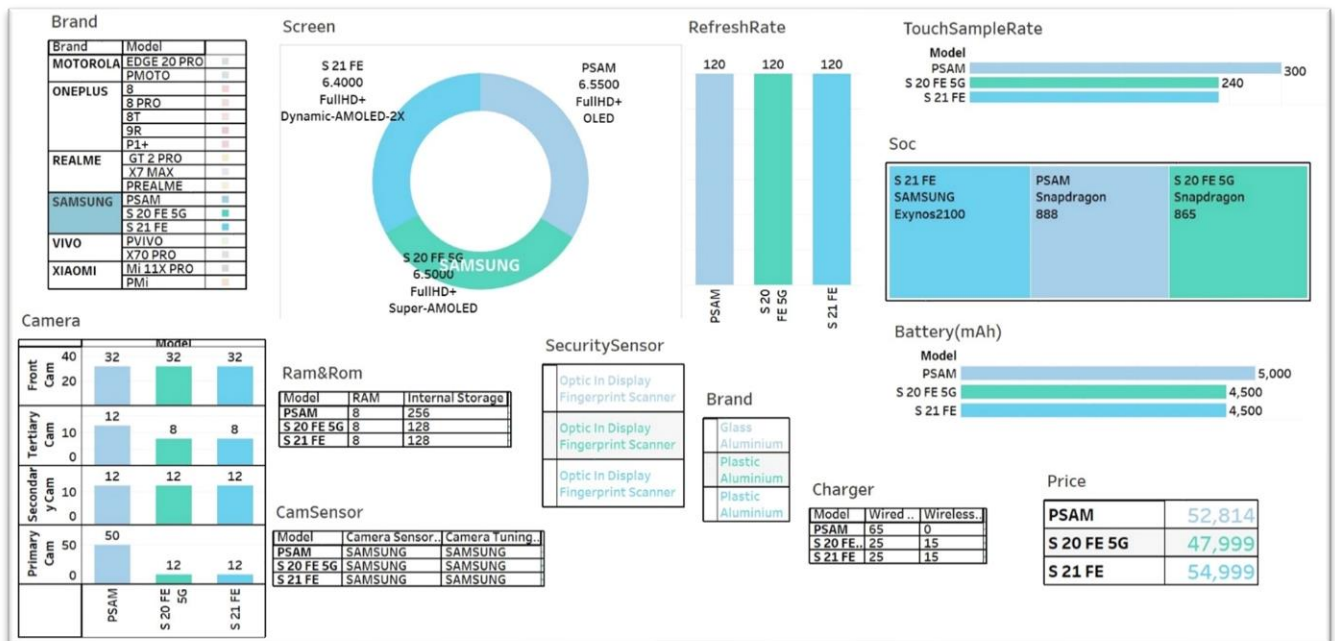 Brand
Brand Model
MOTOROLA EDGE 20 PRO
PMOTO
ONEPLUS 8
8 PRO
8T
9R
P1+
REALME GT 2 PRO
X7 MAX
PREALME
SAMSUNG PSAM
S 20 FE 5G
S 21 FE
VIVO PVIVO
X70 PRO
XIAOMI Mi 11X PRO
PMi
Screen
S 21 FE
6.4000
FullHD+
Dynamic-AMOLED-2X
PSAM
6.5500
FullHD+
OLED
S 20 FE 5G
6.5000
FullHD+
Super-AMOLED
SAMSUNG
RefreshRate
120 120 120
PSAM
S 20
FE 5G
S 21 FE
TouchSampleRate
Model
PSAM 300
S 20 FE 5G 240
S 21 FE
Soc
S 21 FE
SAMSUNG
Exynos2100
PSAM
Snapdragon
888
S 20 FE 5G
Snapdragon
865
Camera
Model
Front
Cam
40
20
32 32 32
Tertiary
Cam
10
0
12 8 8
Secondar
y Cam
10
0
12 12 12
Primary
Cam
50
0
50 12 12
PSAM
S 20 FE
5G
S 21 FE
Ram&Rom
Model RAM Internal Storage
PSAM 8 256
S 20 FE 5G 8 128
S 21 FE 8 128
CamSensor
Model Camera Sensor.. Camera Tuning..
PSAM SAMSUNG SAMSUNG
S 20 FE 5G SAMSUNG SAMSUNG
S 21 FE SAMSUNG SAMSUNG
SecuritySensor
Optic In Display
Fingerprint Scanner
Optic In Display
Fingerprint Scanner
Optic In Display
Fingerprint Scanner
Brand
Glass
Aluminium
Plastic
Aluminium
Plastic
Aluminium
Battery(mAh)
Model
PSAM 5,000
S 20 FE 5G 4,500
S 21 FE 4,500
Charger
Model Wired .. Wireless..
PSAM 65 0
S 20 FE.. 25 15
S 21 FE 25 15
Price
PSAM 52,814
S 20 FE 5G 47,999
S 21 FE 54,999